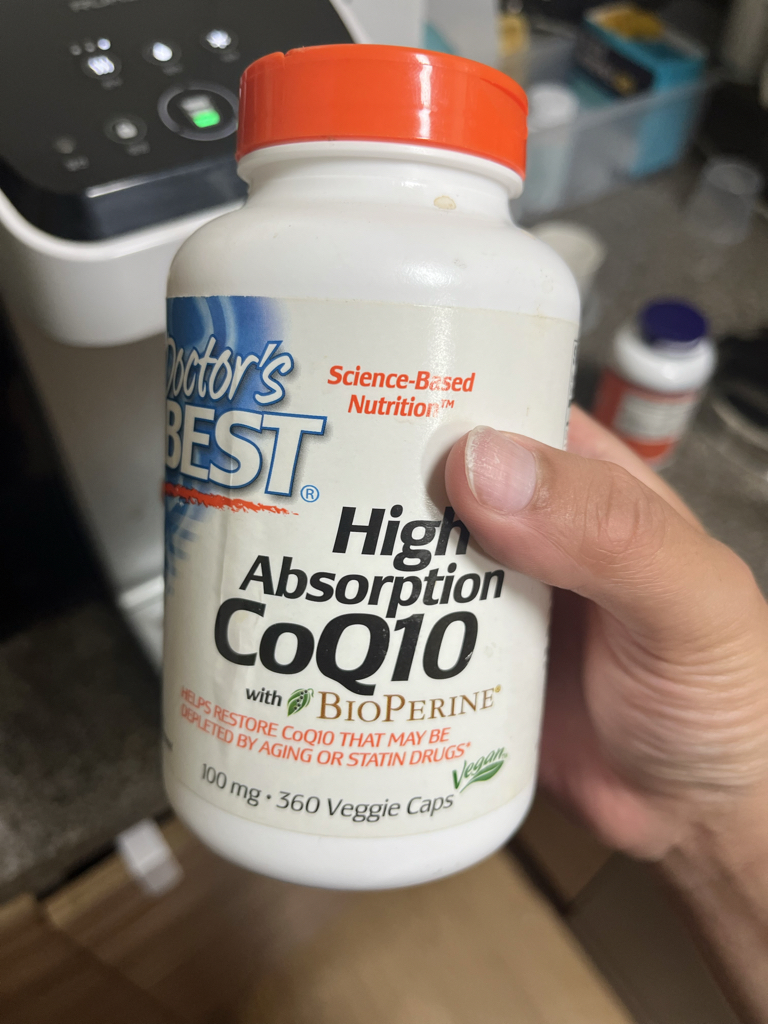 Doctor's
BEST®
Science-Based
Nutrition™
High
Absorption
CoQ10
with BIOPERINE®
HELPS RESTORE CoQ10 THAT MAY BE
DEPLETED BY AGING OR STATIN DRUGS*
Vegan
100 mg • 360 Veggie Caps